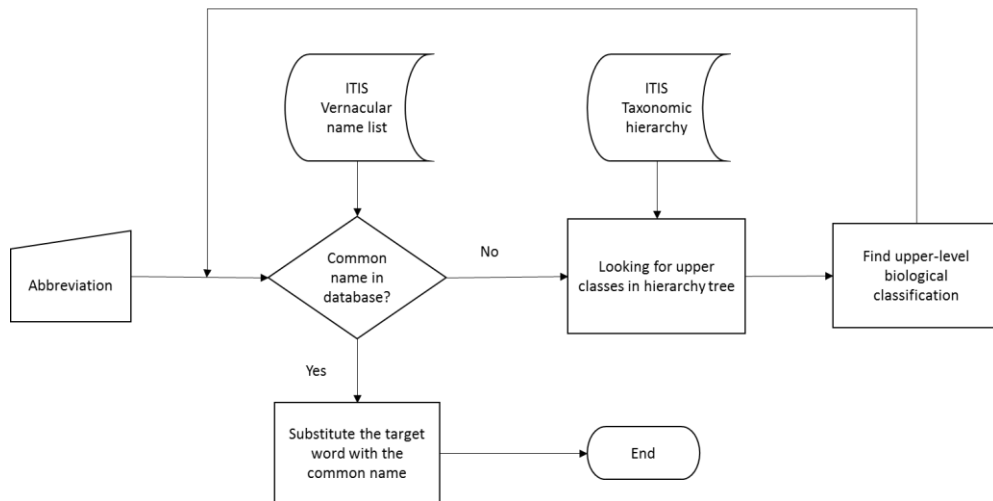 ITIS
Vernacular
name list
ITIS
Taxonomic
hierarchy
Abbreviation
Common
name in
database?
No
Looking for upper
classes in hierarchy tree
Find upper-level
biological
classification
Yes
Substitute the target
word with the
common name
End